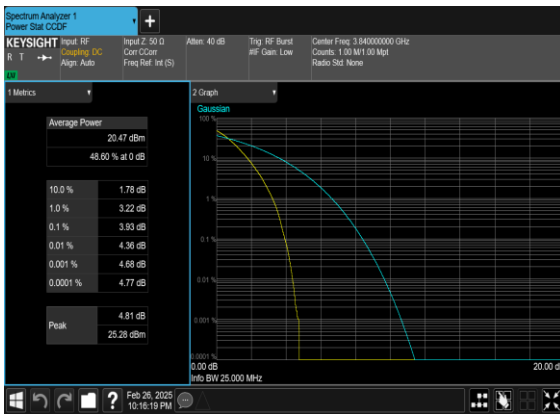 Spectrum Analyzer 1
Power Stat CCDF
+
KEYSIGHT
R T
LV
Input: RF
Coupling: DC
Align: Auto
Input Z: 50 Ω
Corr CCorr
Freq Ref: Int (S)
Atten: 40 dB
Trig: RF Burst
#IF Gain: Low
Center Freq: 3.840000000 GHz
Counts: 1.00 M/1.00 Mpt
Radio Std: None
1 Metrics
Average Power
20.47 dBm
48.60 % at 0 dB
10.0 % 1.78 dB
1.0 % 3.22 dB
0.1 % 3.93 dB
0.01 % 4.36 dB
0.001 % 4.68 dB
0.0001 % 4.77 dB
Peak
4.81 dB
25.28 dBm
2 Graph
Gaussian
100 %
10 %
1 %
0.1 %
0.01 %
0.001 %
0.0001 %
0.00 dB
20.00 d
Info BW 25.000 MHz
?
Feb 26, 2025
10:16:19 PM